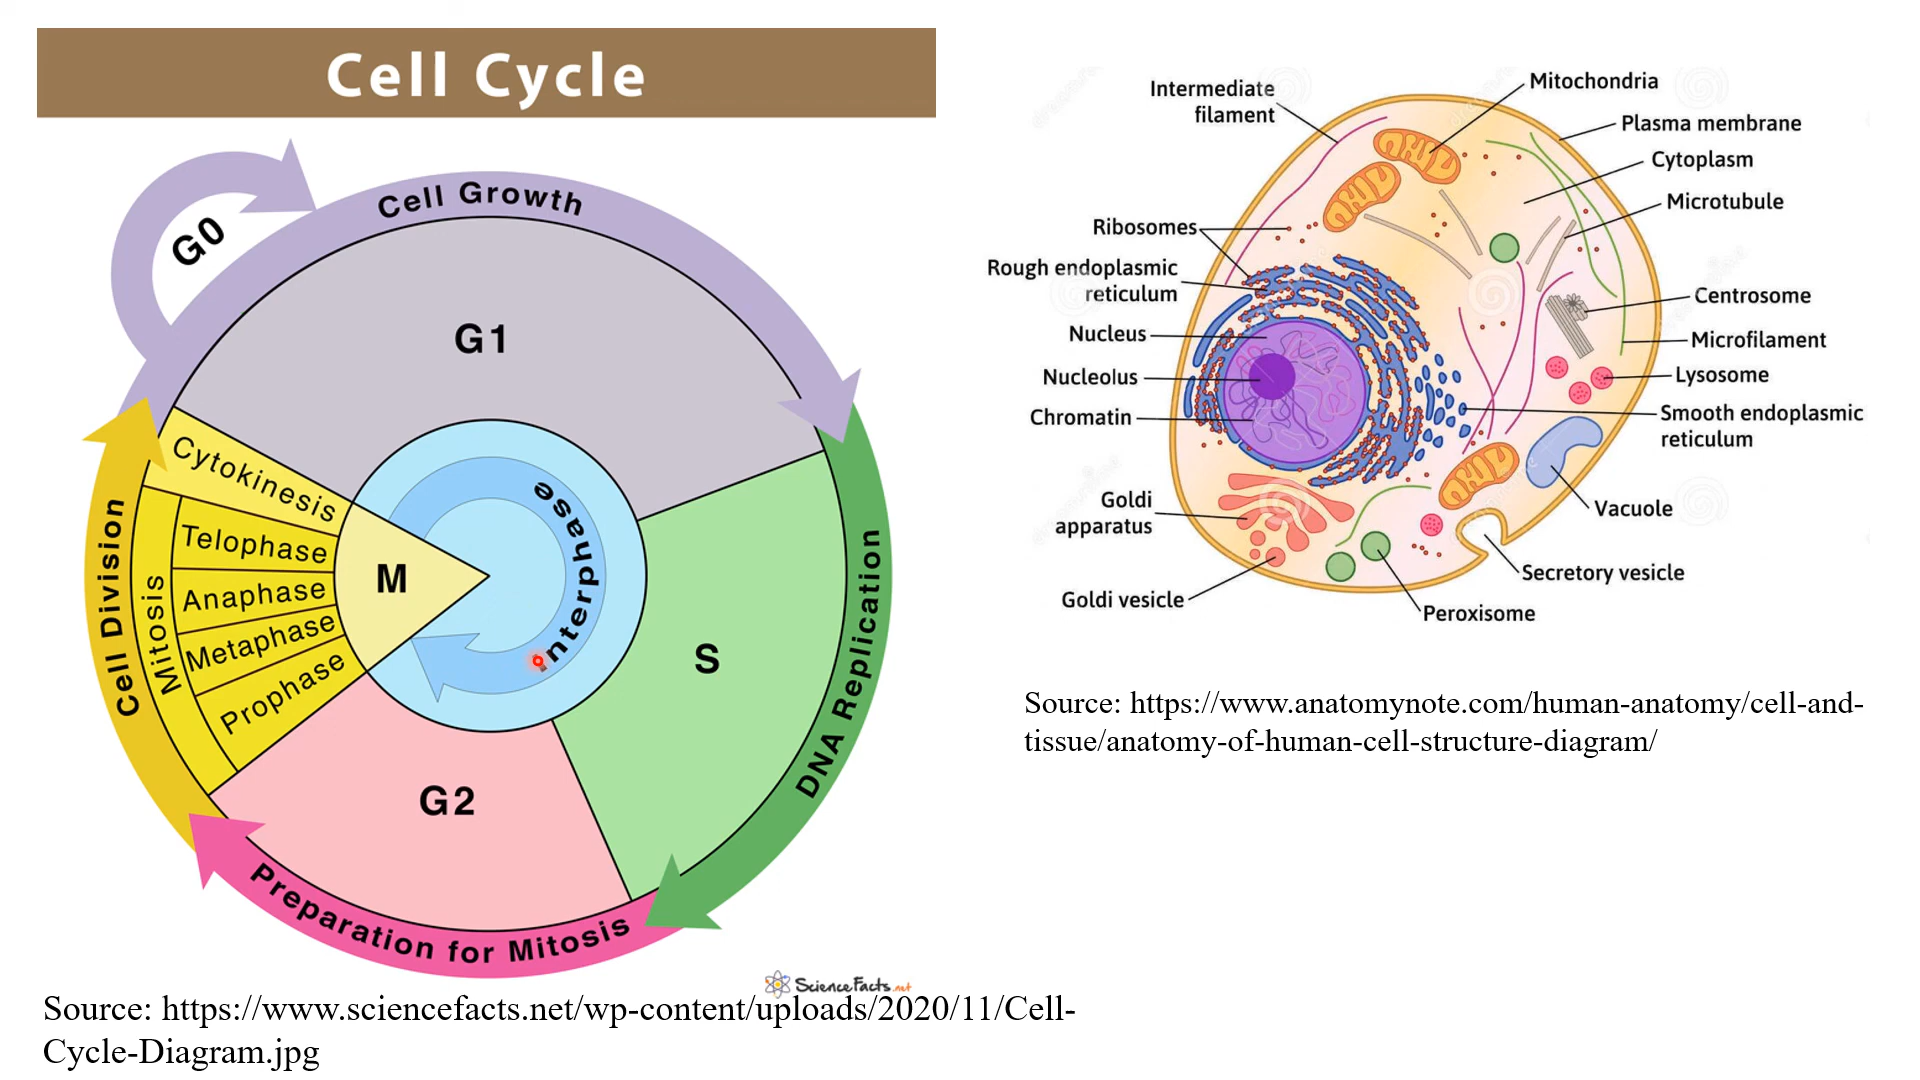 Cell Cycle
G0
Cell Growth
G1
Interphase
S
DNA Replication
G2
Preparation for Mitosis
M
Cell Division
Mitosis
Cytokinesis
Telophase
Anaphase
Metaphase
Prophase
ScienceFacts.net
Source: https://www.sciencefacts.net/wp-content/uploads/2020/11/Cell-
Cycle-Diagram.jpg
Intermediate
filament
Ribosomes
Rough endoplasmic
reticulum
Nucleus
Nucleolus
Chromatin
Goldi
apparatus
Goldi vesicle
Mitochondria
Plasma membrane
Cytoplasm
Microtubule
Centrosome
Microfilament
Lysosome
Smooth endoplasmic
reticulum
Vacuole
Secretory vesicle
Peroxisome
Source: https://www.anatomynote.com/human-anatomy/cell-and-
tissue/anatomy-of-human-cell-structure-diagram/